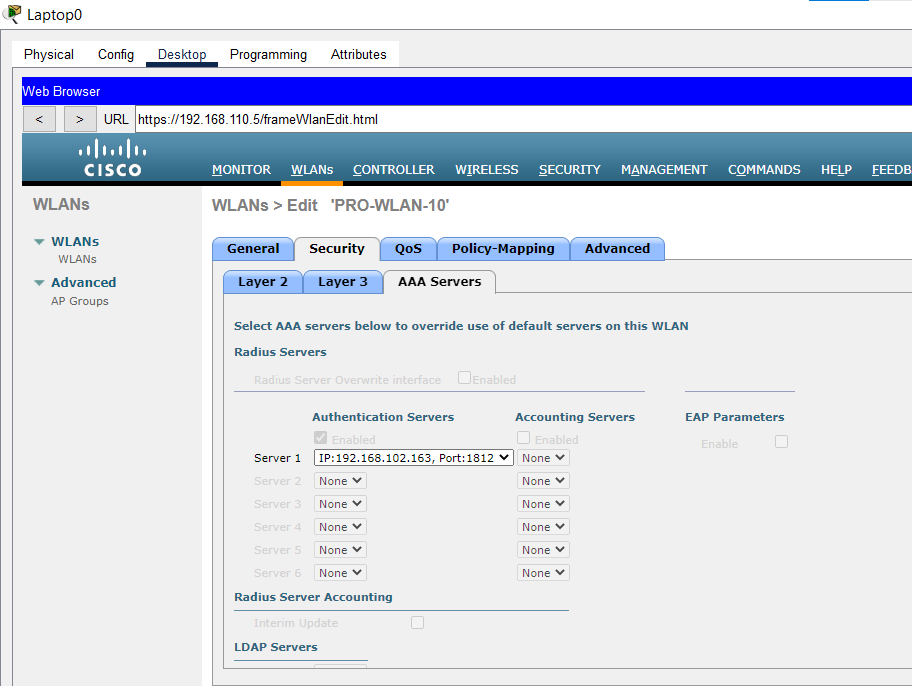 Laptop0
Physical Config Desktop Programming Attributes
Web Browser
< > URL https://192.168.110.5/frameWlanEdit.html
CISCO
MONITOR WLANs CONTROLLER WIRELESS SECURITY MANAGEMENT COMMANDS HELP FEEDB
WLANs
WLANs > Edit 'PRO-WLAN-10'
WLANs
WLANs
Advanced
AP Groups
General Security QoS Policy-Mapping Advanced
Layer 2 Layer 3 AAA Servers
Select AAA servers below to override use of default servers on this WLAN
Radius Servers
Radius Server Overwrite interface Enabled
Authentication Servers Accounting Servers EAP Parameters
Enabled Enabled Enable
Server 1 IP:192.168.102.163, Port:1812 None
Server 2 None None
Server 3 None None
Server 4 None None
Server 5 None None
Server 6 None None
Radius Server Accounting
Interim Update
LDAP Servers